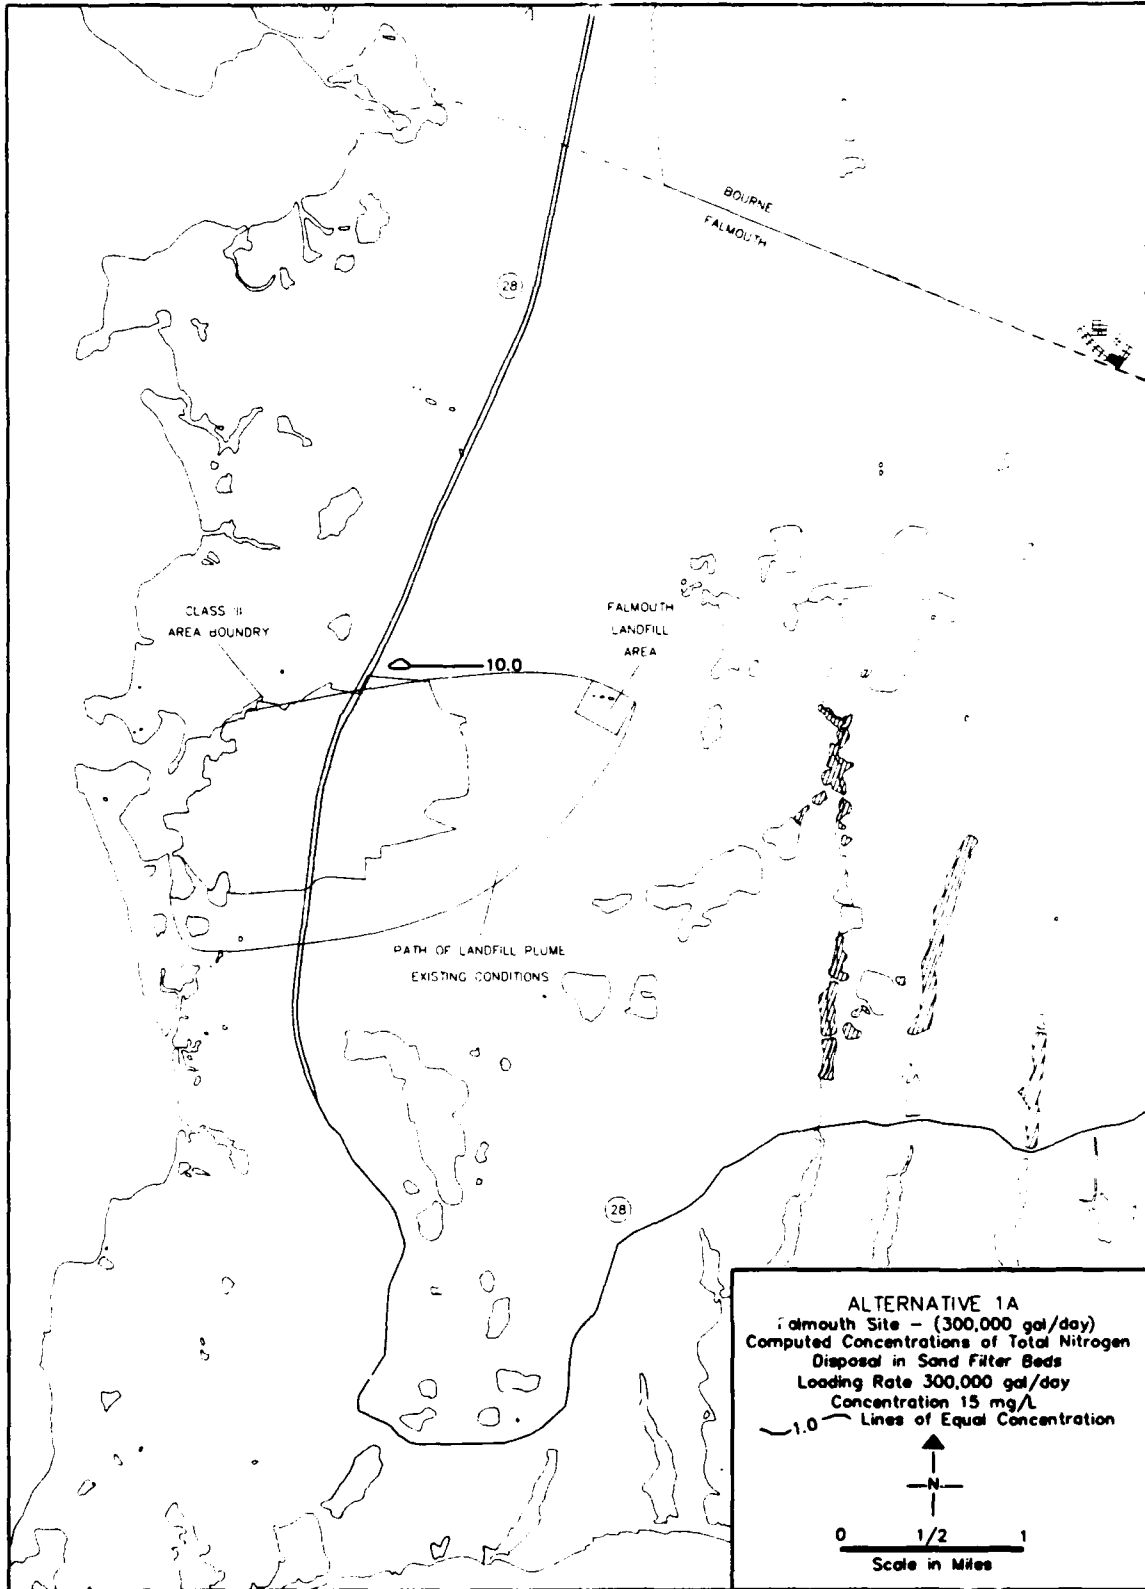 BOURNE
FALMOUTH
28
CLASS III
AREA BOUNDRY
FALMOUTH
LANDFILL
AREA
10.0
PATH OF LANDFILL PLUME
EXISTING CONDITIONS
28
ALTERNATIVE 1A
Falmouth Site - (300,000 gal/day)
Computed Concentrations of Total Nitrogen
Disposal in Sand Filter Beds
Loading Rate 300,000 gal/day
Concentration 15 mg/L
1.0 Lines of Equal Concentration
N
0 1/2 1
Scale in Miles